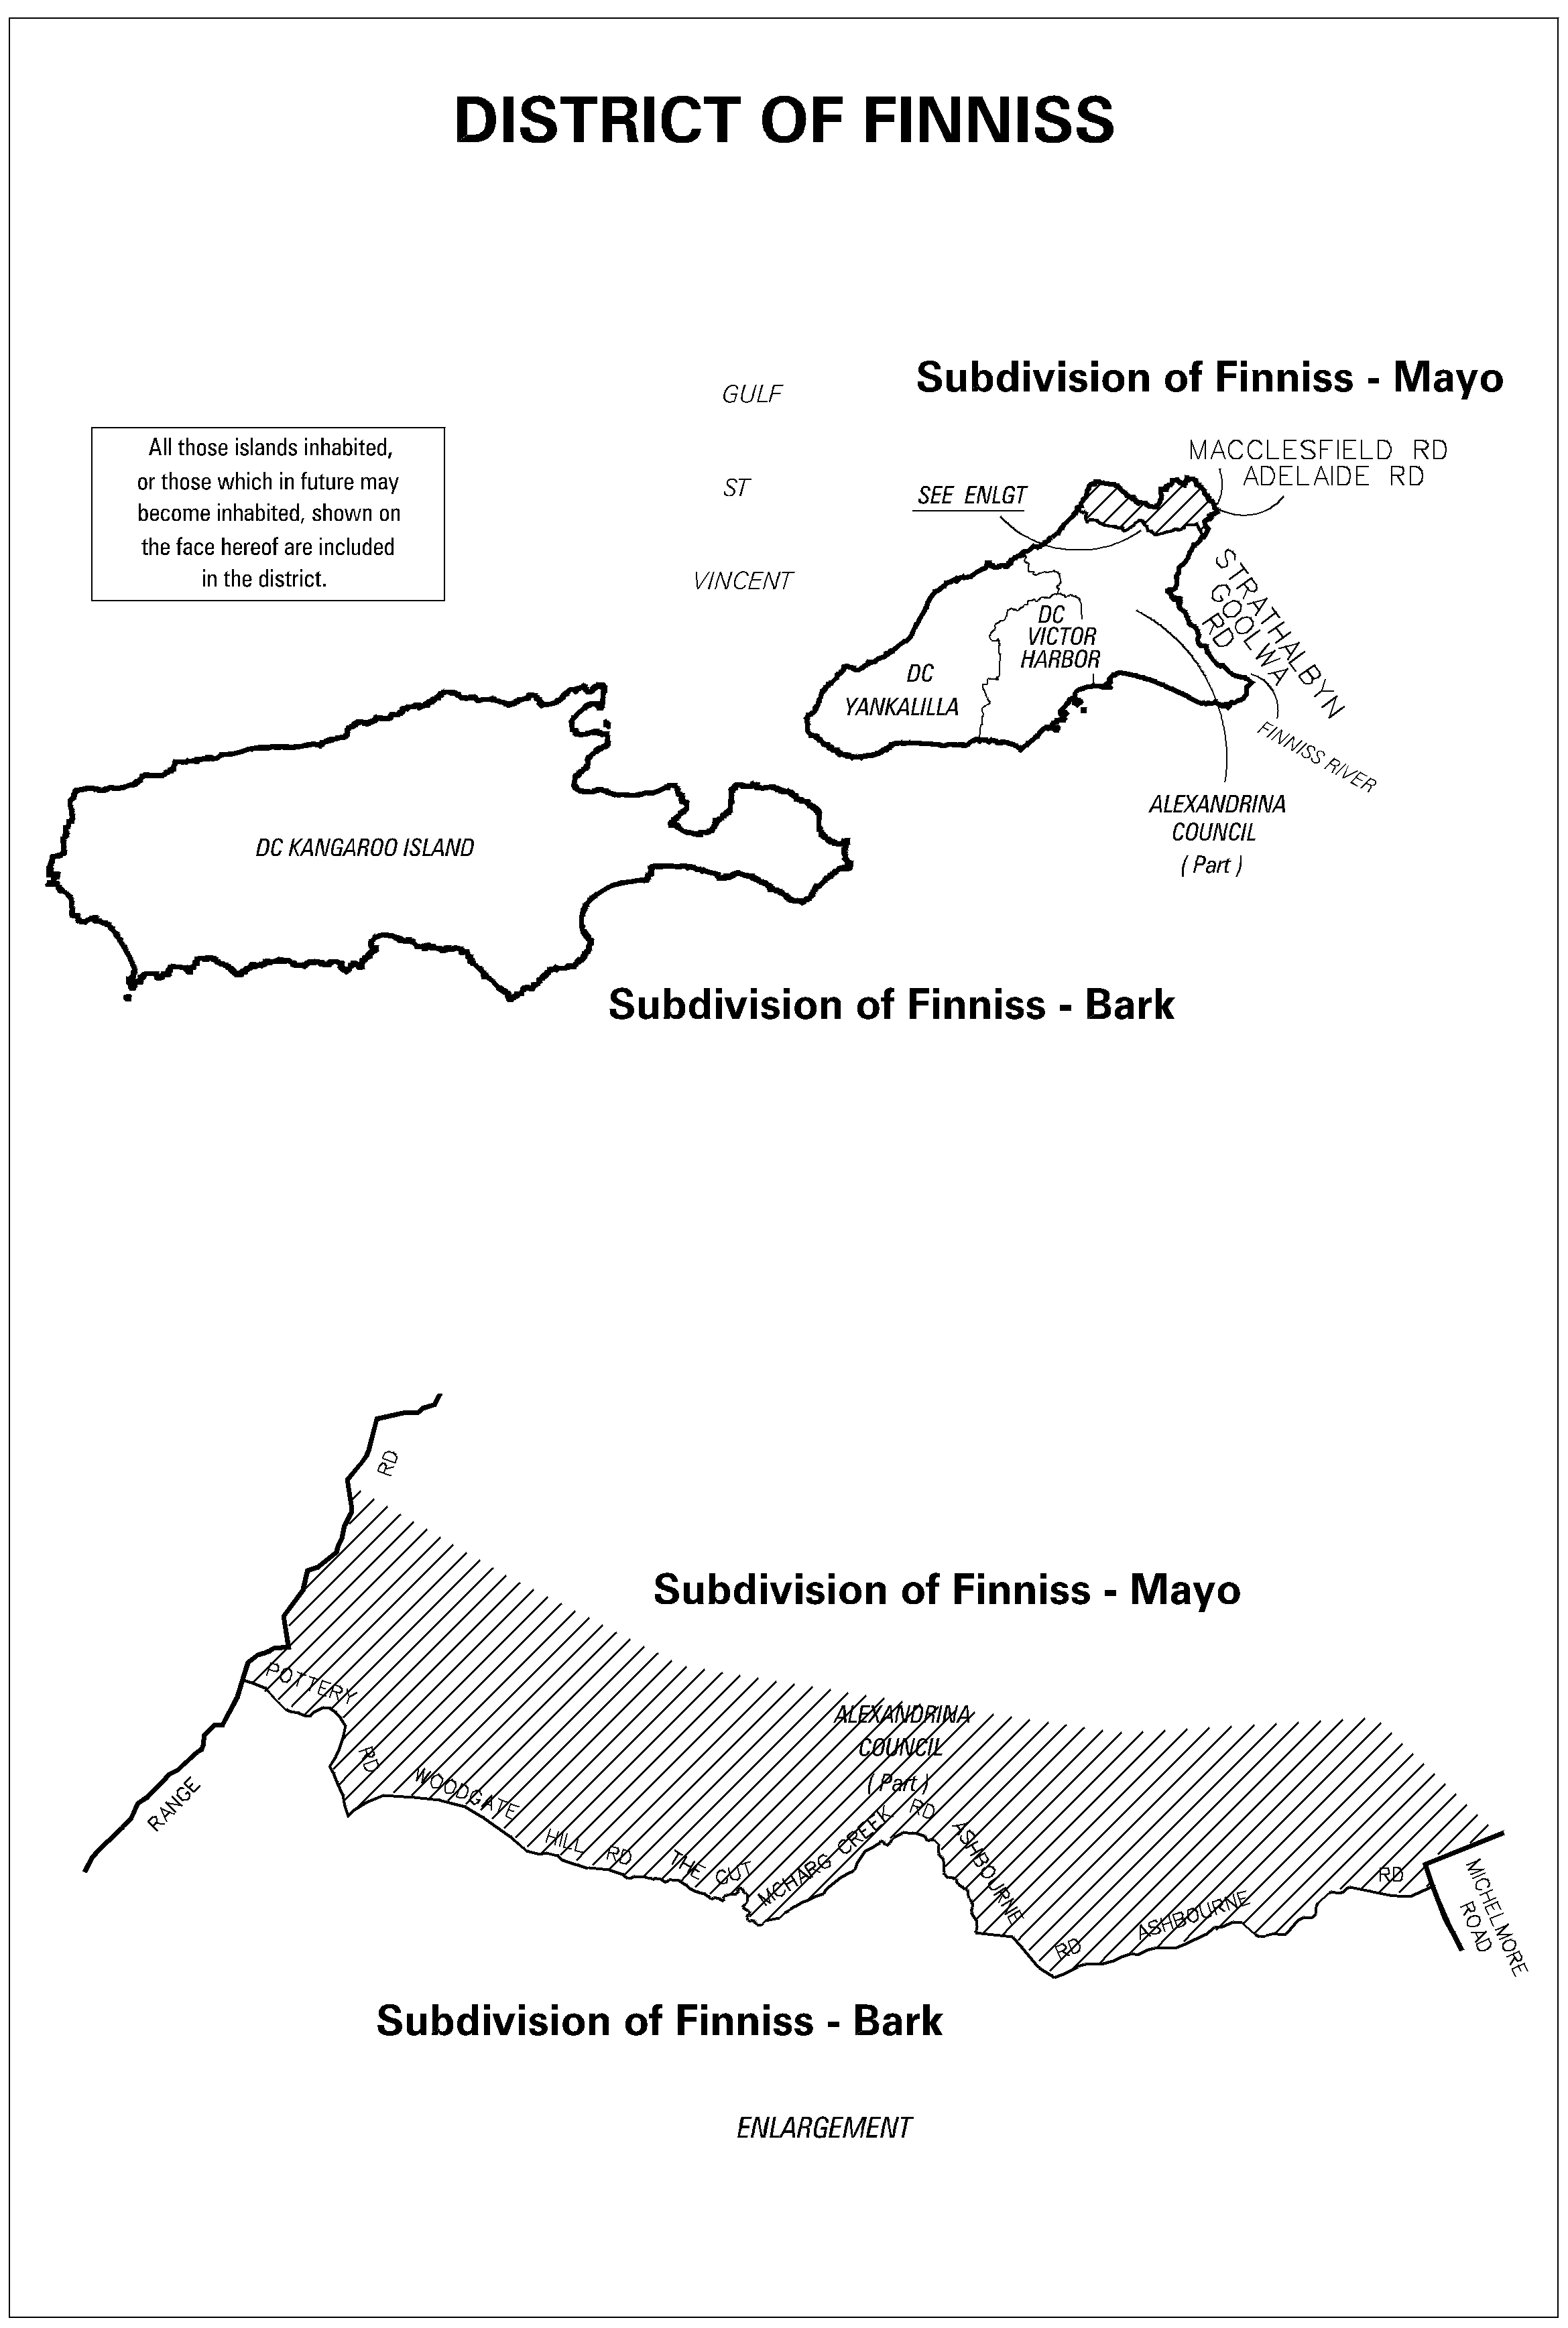 DISTRICT OF FINNISS
Subdivision of Finniss - Mayo
GULF
ST
VINCENT
All those islands inhabited,
or those which in future may
become inhabited, shown on
the face hereof are included
in the district.
MACCLESFIELD RD
ADELAIDE RD
SEE ENLGT
STRATHALBYN
GOOLWA
RD
DC
VICTOR
HARBOR
DC
YANKALILLA
FINNISS RIVER
ALEXANDRINA
COUNCIL
( Part )
DC KANGAROO ISLAND
Subdivision of Finniss - Bark
RD
Subdivision of Finniss - Mayo
POTTERY
RD
ALEXANDRINA
COUNCIL
( Part )
RANGE
WOODGATE
HILL RD
THE CUT
MCHARG CREEK RD
ASHBOURNE
RD
ASHBOURNE
RD
MICHELMORE
ROAD
Subdivision of Finniss - Bark
ENLARGEMENT